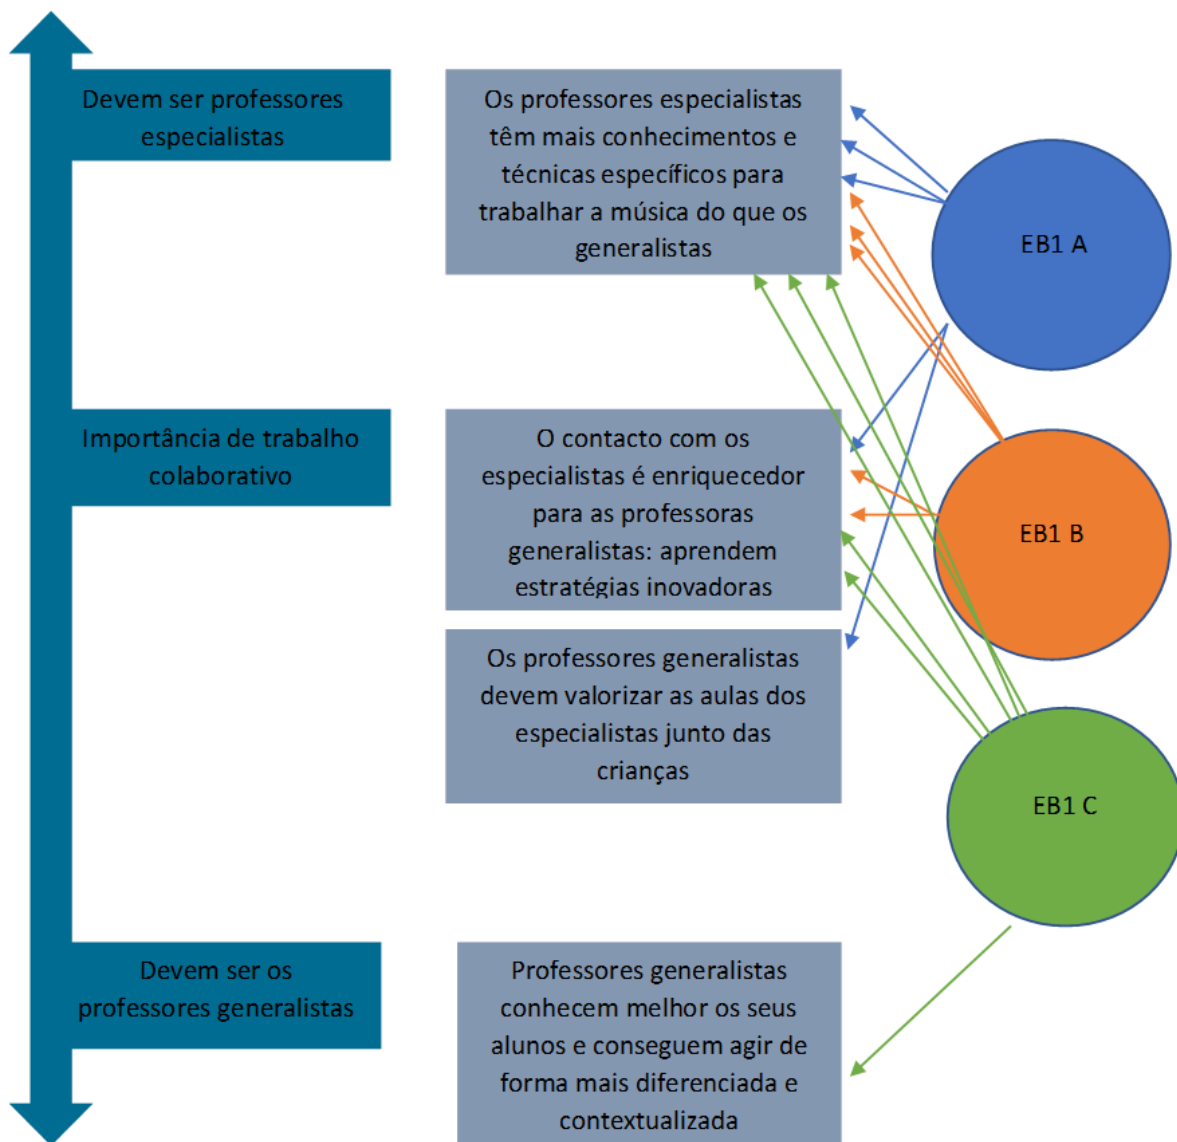 Devem ser professores
especialistas
Os professores especialistas
têm mais conhecimentos e
técnicas específicos para
trabalhar a música do que os
generalistas
EB1 A
Importância de trabalho
colaborativo
O contacto com os
especialistas é enriquecedor
para as professoras
generalistas: aprendem
estratégias inovadoras
EB1 B
Os professores generalistas
devem valorizar as aulas dos
especialistas junto das
crianças
EB1 C
Devem ser os
professores generalistas
Professores generalistas
conhecem melhor os seus
alunos e conseguem agir de
forma mais diferenciada e
contextualizada